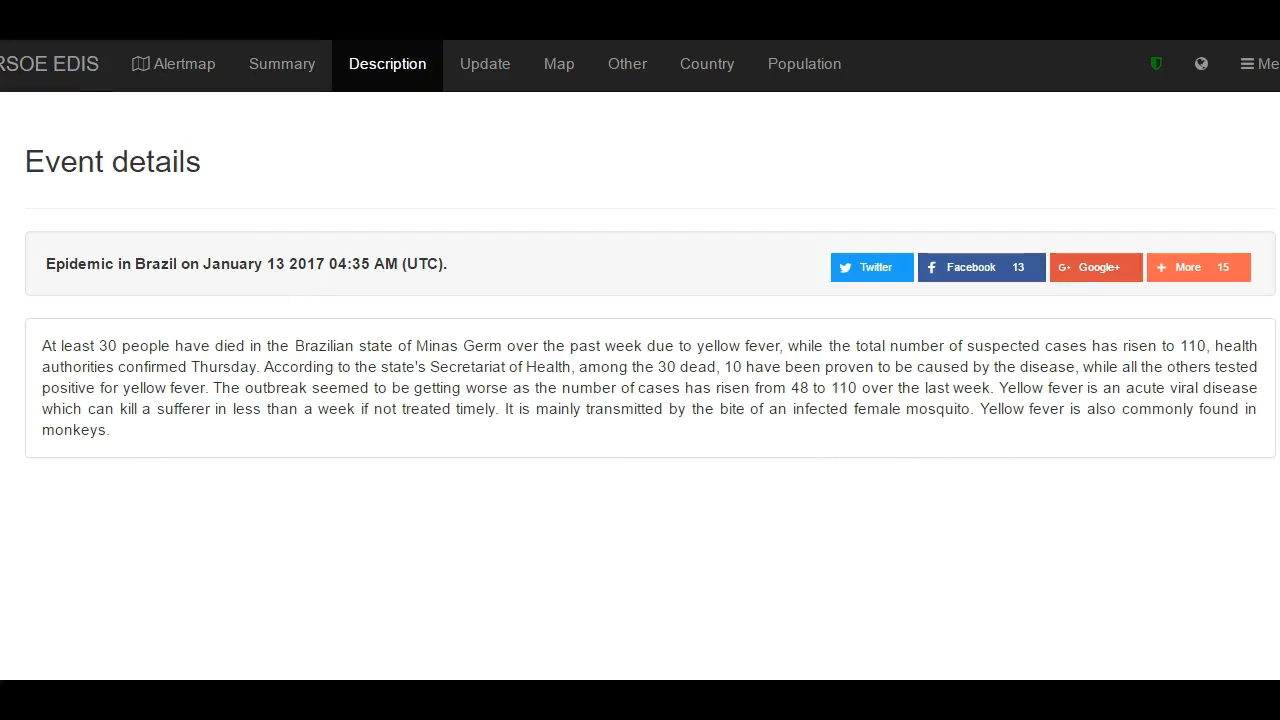 RSOE EDIS Alertmap Summary Description Update Map Other Country Population Me
Event details
Epidemic in Brazil on January 13 2017 04:35 AM (UTC). Twitter Facebook 13 Google+ More 15
At least 30 people have died in the Brazilian state of Minas Germ over the past week due to yellow fever, while the total number of suspected cases has risen to 110, health
authorities confirmed Thursday. According to the state's Secretariat of Health, among the 30 dead, 10 have been proven to be caused by the disease, while all the others tested
positive for yellow fever. The outbreak seemed to be getting worse as the number of cases has risen from 48 to 110 over the last week. Yellow fever is an acute viral disease
which can kill a sufferer in less than a week if not treated timely. It is mainly transmitted by the bite of an infected female mosquito. Yellow fever is also commonly found in
monkeys.